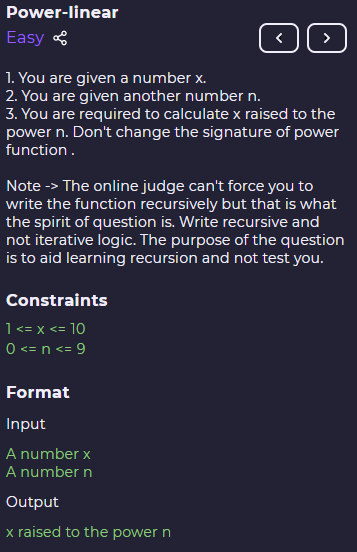 Power-linear
Easy
1. You are given a number x.
2. You are given another number n.
3. You are required to calculate x raised to the
power n. Don't change the signature of power
function .
Note -> The online judge can't force you to
write the function recursively but that is what
the spirit of question is. Write recursive and
not iterative logic. The purpose of the question
is to aid learning recursion and not test you.
Constraints
1 <= x <= 10
0 <= n <= 9
Format
Input
A number x
A number n
Output
x raised to the power n